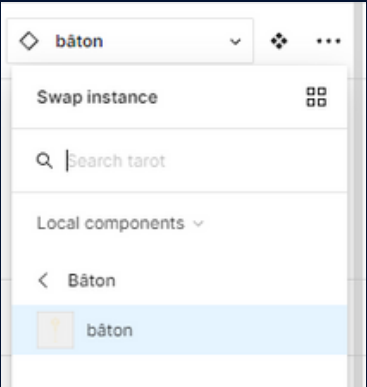 bâton
Swap instance
Search tarot
Local components
Bâton
bâton